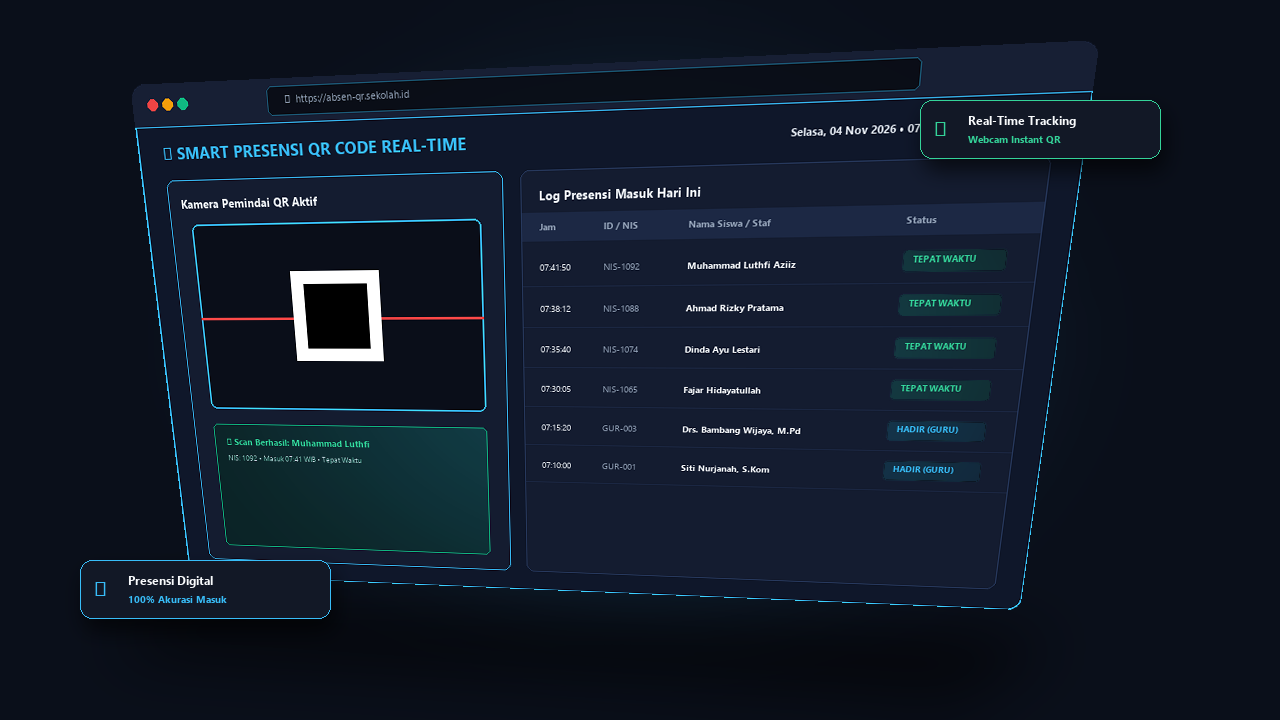 https://absen-qr.sekolah.id
SMART PRESENSI QR CODE REAL-TIME
Selasa, 04 Nov 2026 • 07
Real-Time Tracking
Webcam Instant QR
Kamera Pemindai QR Aktif
Scan Berhasil: Muhammad Luthfi
NIS: 1092 • Masuk 07:41 WIB • Tepat Waktu
Log Presensi Masuk Hari Ini
Jam ID / NIS Nama Siswa / Staf Status
07:41:50 NIS-1092 Muhammad Luthfi Aziiz TEPAT WAKTU
07:38:12 NIS-1088 Ahmad Rizky Pratama TEPAT WAKTU
07:35:40 NIS-1074 Dinda Ayu Lestari TEPAT WAKTU
07:30:05 NIS-1065 Fajar Hidayatullah TEPAT WAKTU
07:15:20 GUR-003 Drs. Bambang Wijaya, M.Pd HADIR (GURU)
07:10:00 GUR-001 Siti Nurjanah, S.Kom HADIR (GURU)
Presensi Digital
100% Akurasi Masuk